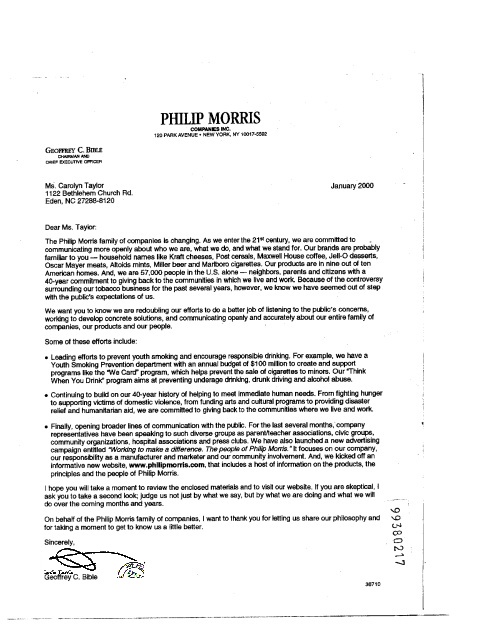 PHILIP MORRIS
COMPANIES INC.
120 PARK AVENUE • NEW YORK, NY 10017-5592
GEOFFREY C. BIBLE
CHAIRMAN AND
CHIEF EXECUTIVE OFFICER
Ms. Carolyn Taylor
January 2000
1122 Bethlehem Church Rd.
Eden, NC 27288-8120
Dear Ms. Taylor:
The Philip Morris family of companies is changing. As we enter the 21st century, we are committed to
communicating more openly about who we are, what we do, and what we stand for. Our brands are probably
familiar to you — household names like Kraft cheeses, Post cereals, Maxwell House coffee, Jell-O desserts,
Oscar Mayer meats, Altoids mints, Miller beer and Marlboro cigarettes. Our products are in nine out of ten
American homes. And, we are 57,000 people in the U.S. alone — neighbors, parents and citizens with a
40-year commitment to giving back to the communities in which we live and work. Because of the controversy
surrounding our tobacco business for the past several years, however, we know we have seemed out of step
with the public's expectations of us.
We want you to know we are redoubling our efforts to do a better job of listening to the public's concerns,
working to develop concrete solutions, and communicating openly and accurately about our entire family of
companies, our products and our people.
Some of these efforts include:
• Leading efforts to prevent youth smoking and encourage responsible drinking. For example, we have a
Youth Smoking Prevention department with an annual budget of $100 million to create and support
programs like the "We Card" program, which helps prevent the sale of cigarettes to minors. Our "Think
When You Drink" program aims at preventing underage drinking, drunk driving and alcohol abuse.
• Continuing to build on our 40-year history of helping to meet immediate human needs. From fighting hunger
to supporting victims of domestic violence, from funding arts and cultural programs to providing disaster
relief and humanitarian aid, we are committed to giving back to the communities where we live and work.
• Finally, opening broader lines of communication with the public. For the last several months, company
representatives have been speaking to such diverse groups as parent/teacher associations, civic groups,
community organizations, hospital associations and press clubs. We have also launched a new advertising
campaign entitled "Working to make a difference. The people of Philip Morris." It focuses on our company,
our responsibility as a manufacturer and marketer and our community involvement. And, we kicked off an
informative new website, www.philipmorris.com, that includes a host of information on the products, the
principles and the people of Philip Morris.
I hope you will take a moment to review the enclosed materials and to visit our website. If you are skeptical, I
ask you to take a second look; judge us not just by what we say, but by what we are doing and what we will
do over the coming months and years.
On behalf of the Philip Morris family of companies, I want to thank you for letting us share our philosophy and
for taking a moment to get to know us a little better.
Sincerely,
Geoffrey C. Bible
36710
99380217